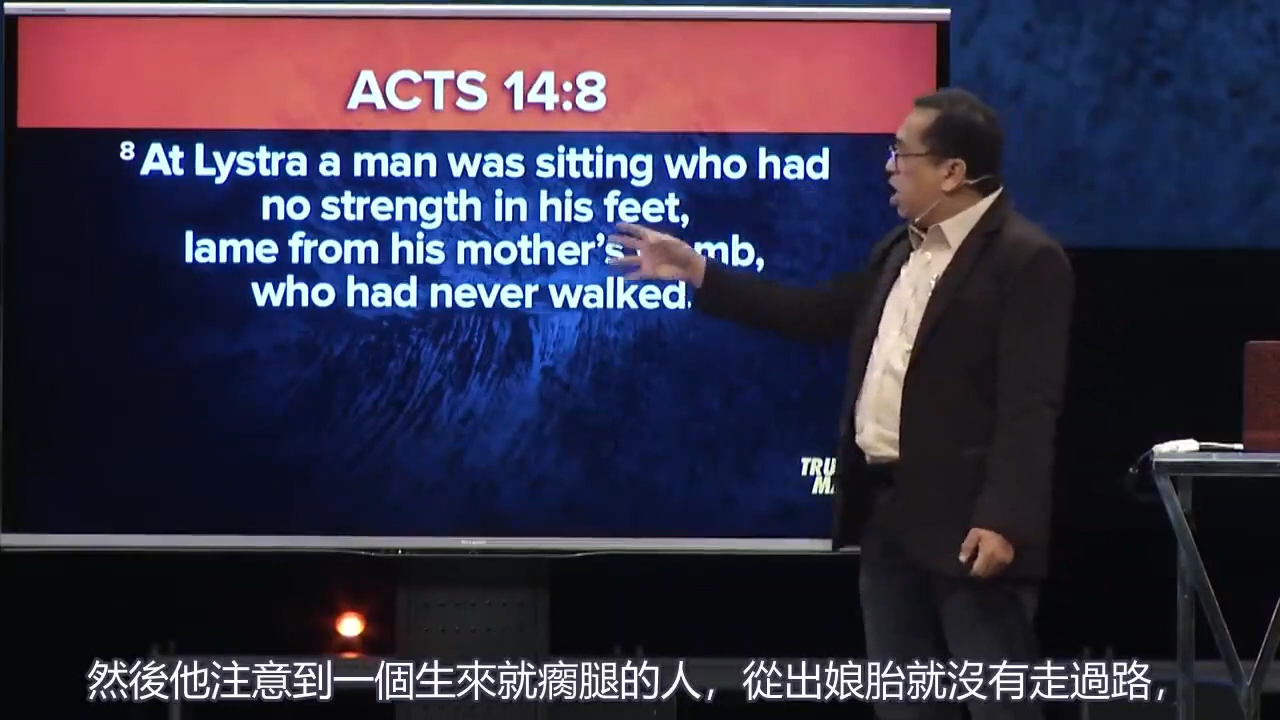 ACTS 14:8
8 At Lystra a man was sitting who had
no strength in his feet,
lame from his mother's
who had never walked.
然後他注意到一個生來就瘸腿的人，從出娘胎就沒有走過路，